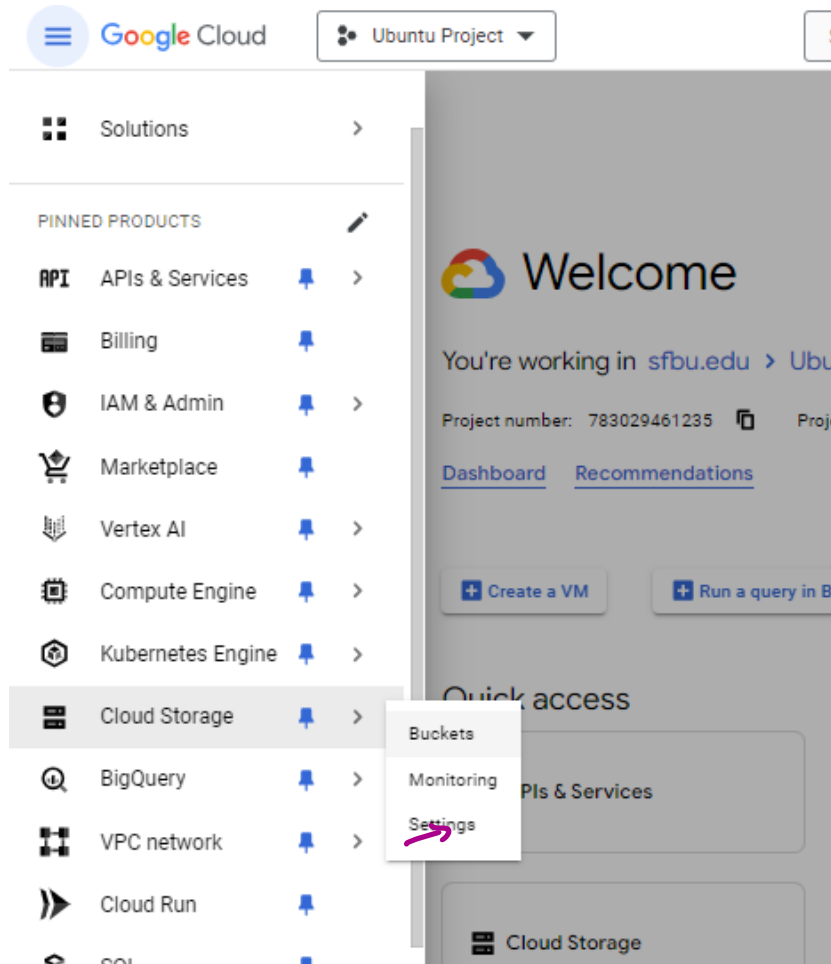 Google Cloud
Ubuntu Project
Solutions
PINNED PRODUCTS
API APIs & Services
Billing
IAM & Admin
Marketplace
Vertex AI
Compute Engine
Kubernetes Engine
Cloud Storage
BigQuery
VPC network
Cloud Run
Buckets
Monitoring
Settings
Welcome
You're working in sfbu.edu > Ubu
Project number: 783029461235 Proj
Dashboard Recommendations
Create a VM Run a query in B
Quick access
PIs & Services
Cloud Storage